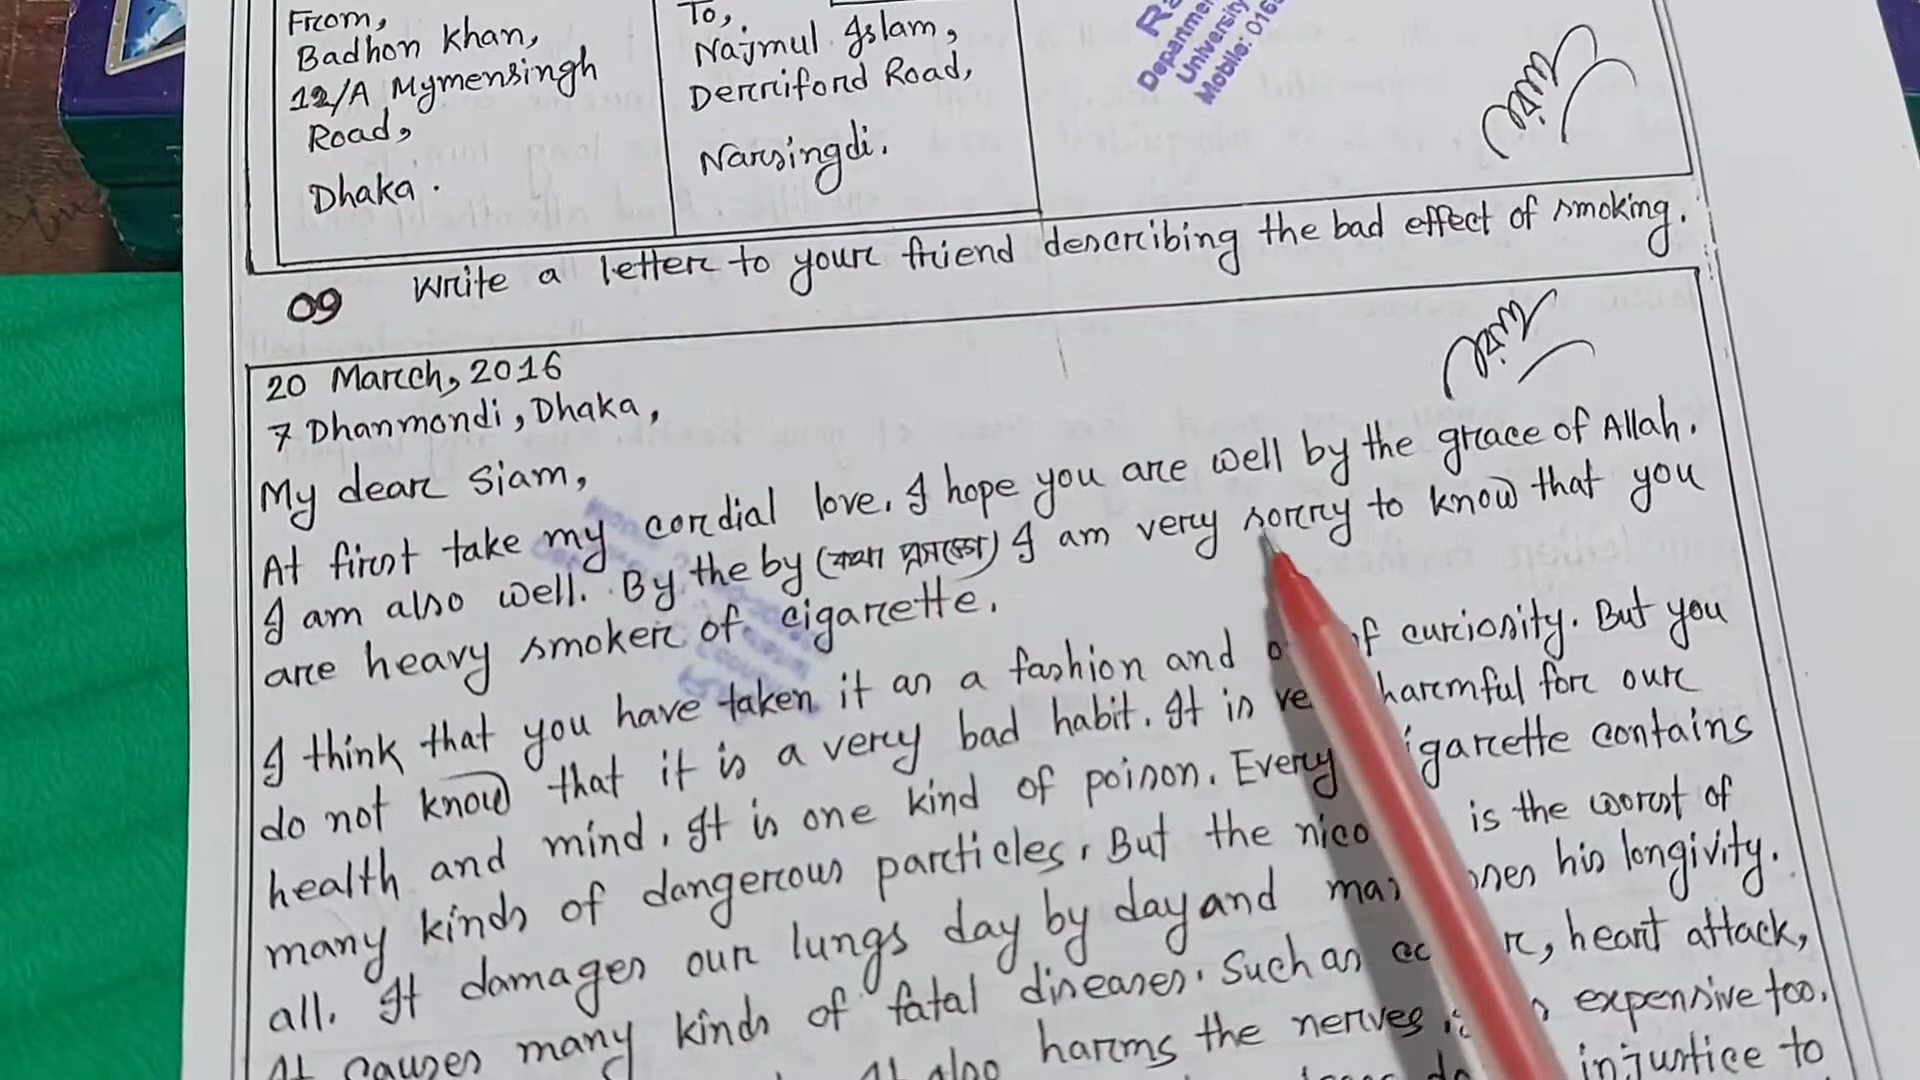 From,
Badhon Khan,
12/A Mymensingh
Road,
Dhaka.
To,
Najmul Islam,
Derriford Road,
Narsingdi.
Departmen
University
Mobile: 016
09 Write a letter to your friend describing the bad effect of smoking.
20 March, 2016
7 Dhanmondi, Dhaka,
My dear Siam,
At first take my cordial love. I hope you are well by the grace of Allah.
I am also well. By the by I am very sorry to know that you
are heavy smoker of cigarette.
I think that you have taken it as a fashion and of curiosity. But you
do not know that it is a very bad habit. It is harmful for our
health and mind. It is one kind of poison. Every contains
many kinds of dangerous particles. But the is the worst of
all. It damages our lungs day by day and his longivity.
It causes many kinds of fatal diseases. Such as heart attack,
harms the nerves expensive too.
injustice to